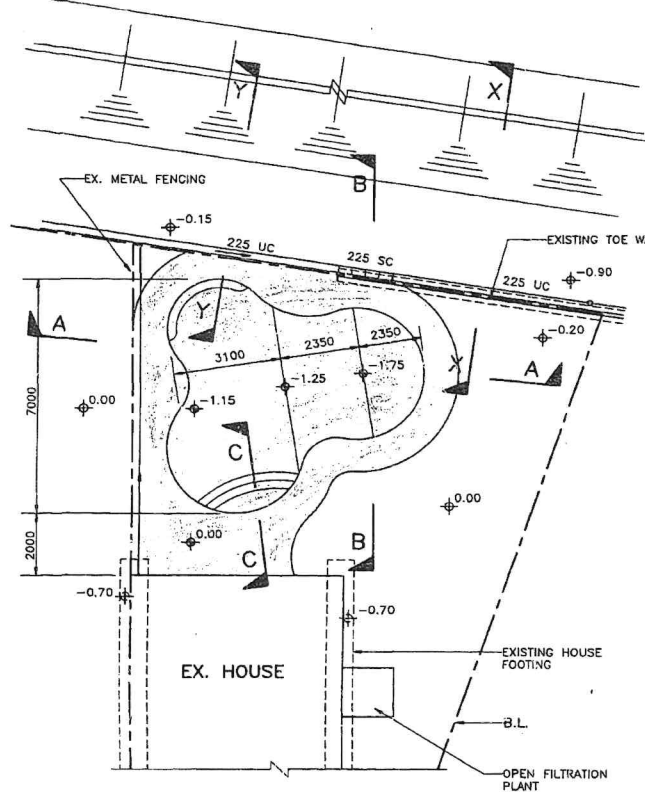 Y
X
B
EX. METAL FENCING
-0.15
225 UC
225 SC
EXISTING TOE
225 UC
-0.90
-0.20
A
Y
3100
2350
2350
X
A
7000
0.00
-1.15
-1.25
-1.75
C
0.00
2000
0.00
C
B
-0.70
-0.70
EX. HOUSE
EXISTING HOUSE
FOOTING
B.L.
OPEN FILTRATION
PLANT